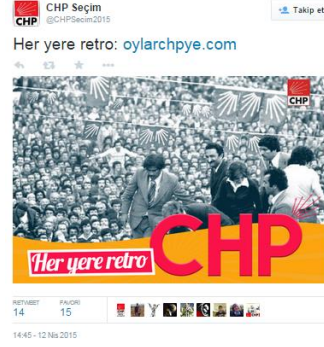 CHP Seçim
@CHPSecim2015
Takip et
CHP
Her yere retro: oylarchpye.com
CHP
Her yere retro
CHP
RETWEET
FAVORİ
14
15
14:45 - 12 Nis 2015